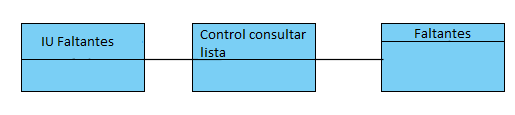 IU Faltantes
Control consultar
lista
Faltantes